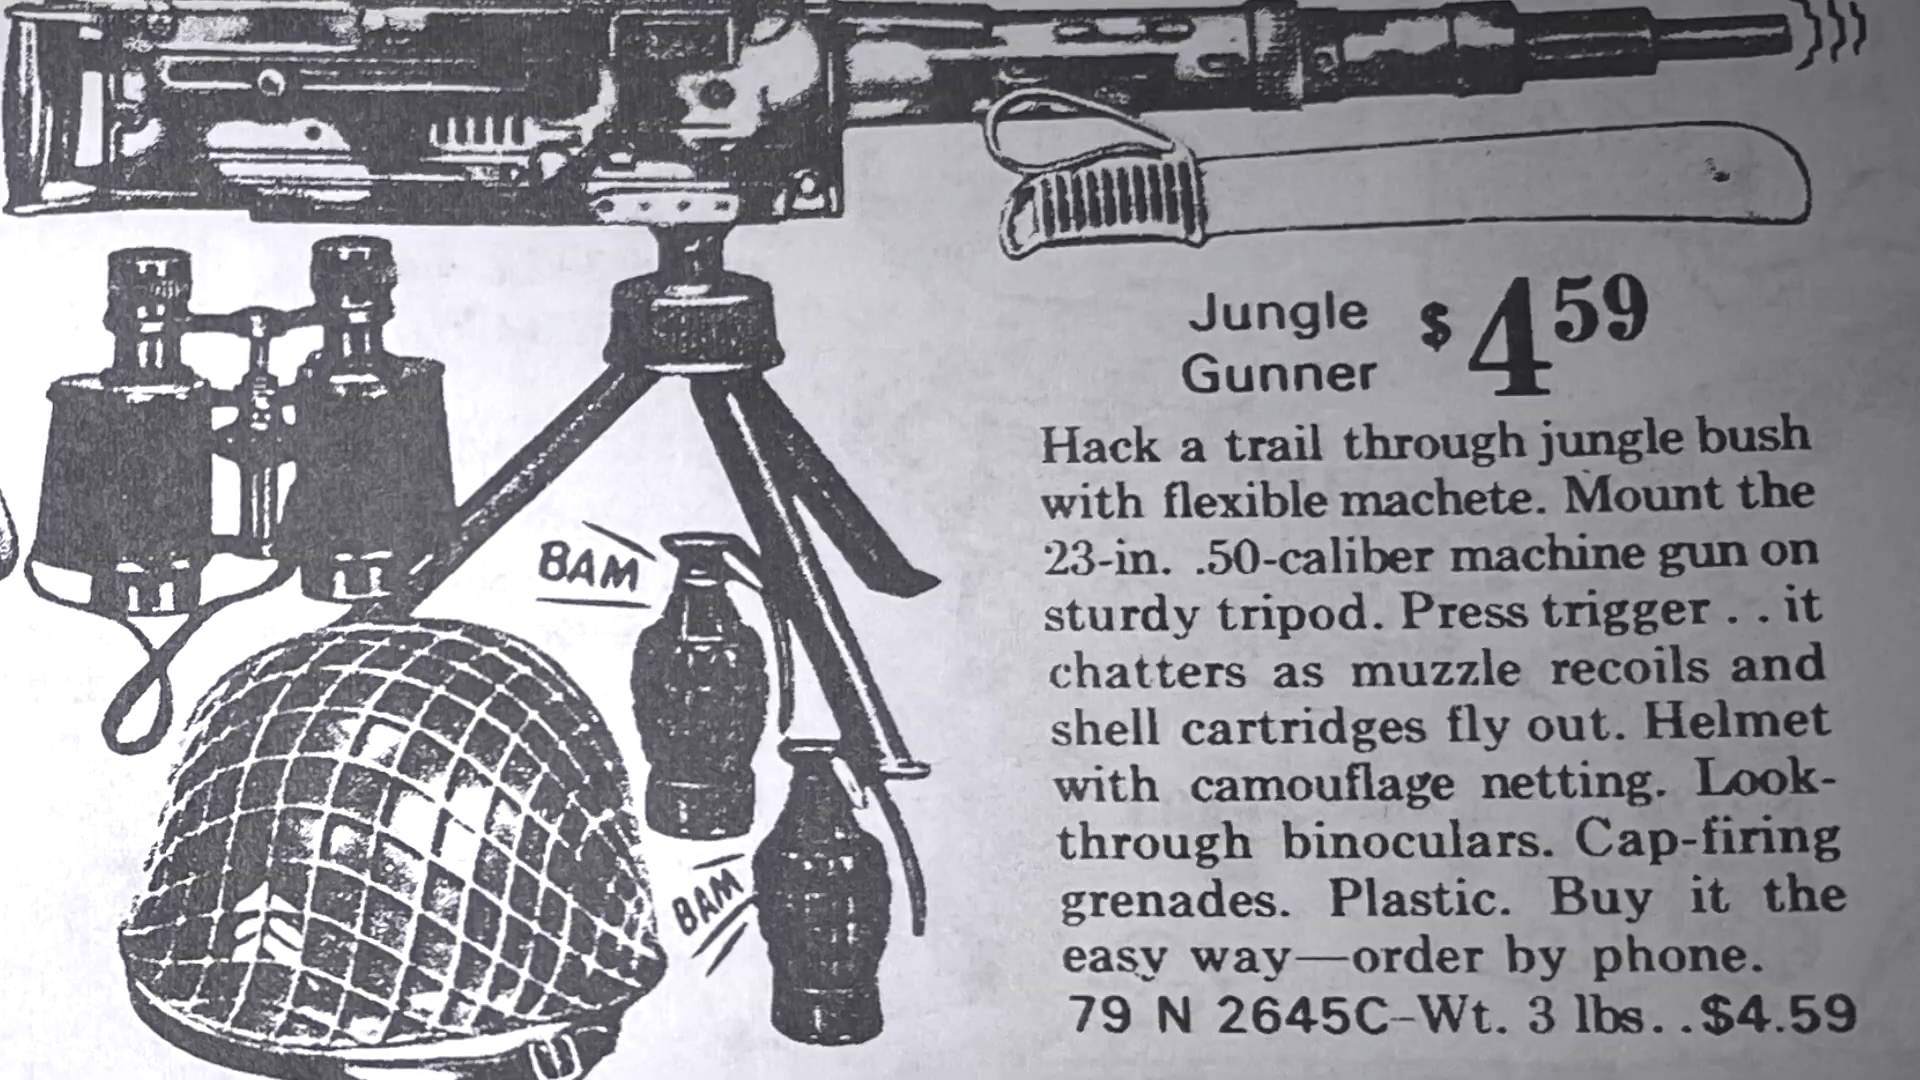 Jungle
Gunner
$4 59
Hack a trail through jungle bush
with flexible machete. Mount the
23-in. .50-caliber machine gun on
sturdy tripod. Press trigger . . it
chatters as muzzle recoils and
shell cartridges fly out. Helmet
with camouflage netting. Look-
through binoculars. Cap-firing
grenades. Plastic. Buy it the
easy way—order by phone.
79 N 2645C–Wt. 3 lbs. . $4.59
BAM
BAM